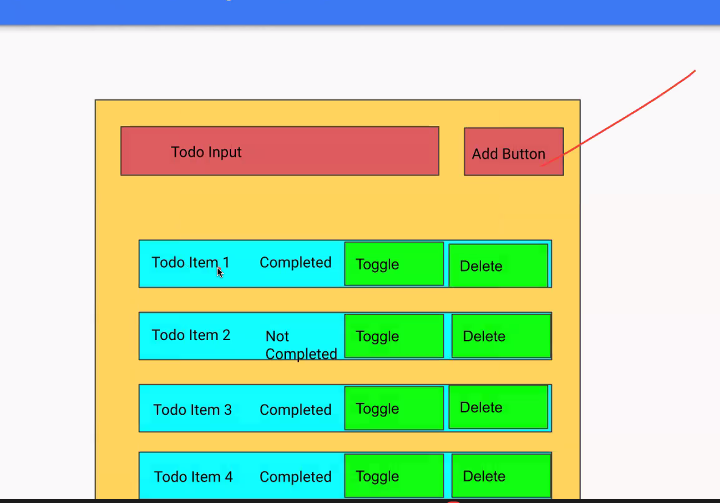 Todo Input
Add Button
Todo Item 1 Completed Toggle Delete
Todo Item 2 Not Completed Toggle Delete
Todo Item 3 Completed Toggle Delete
Todo Item 4 Completed Toggle Delete